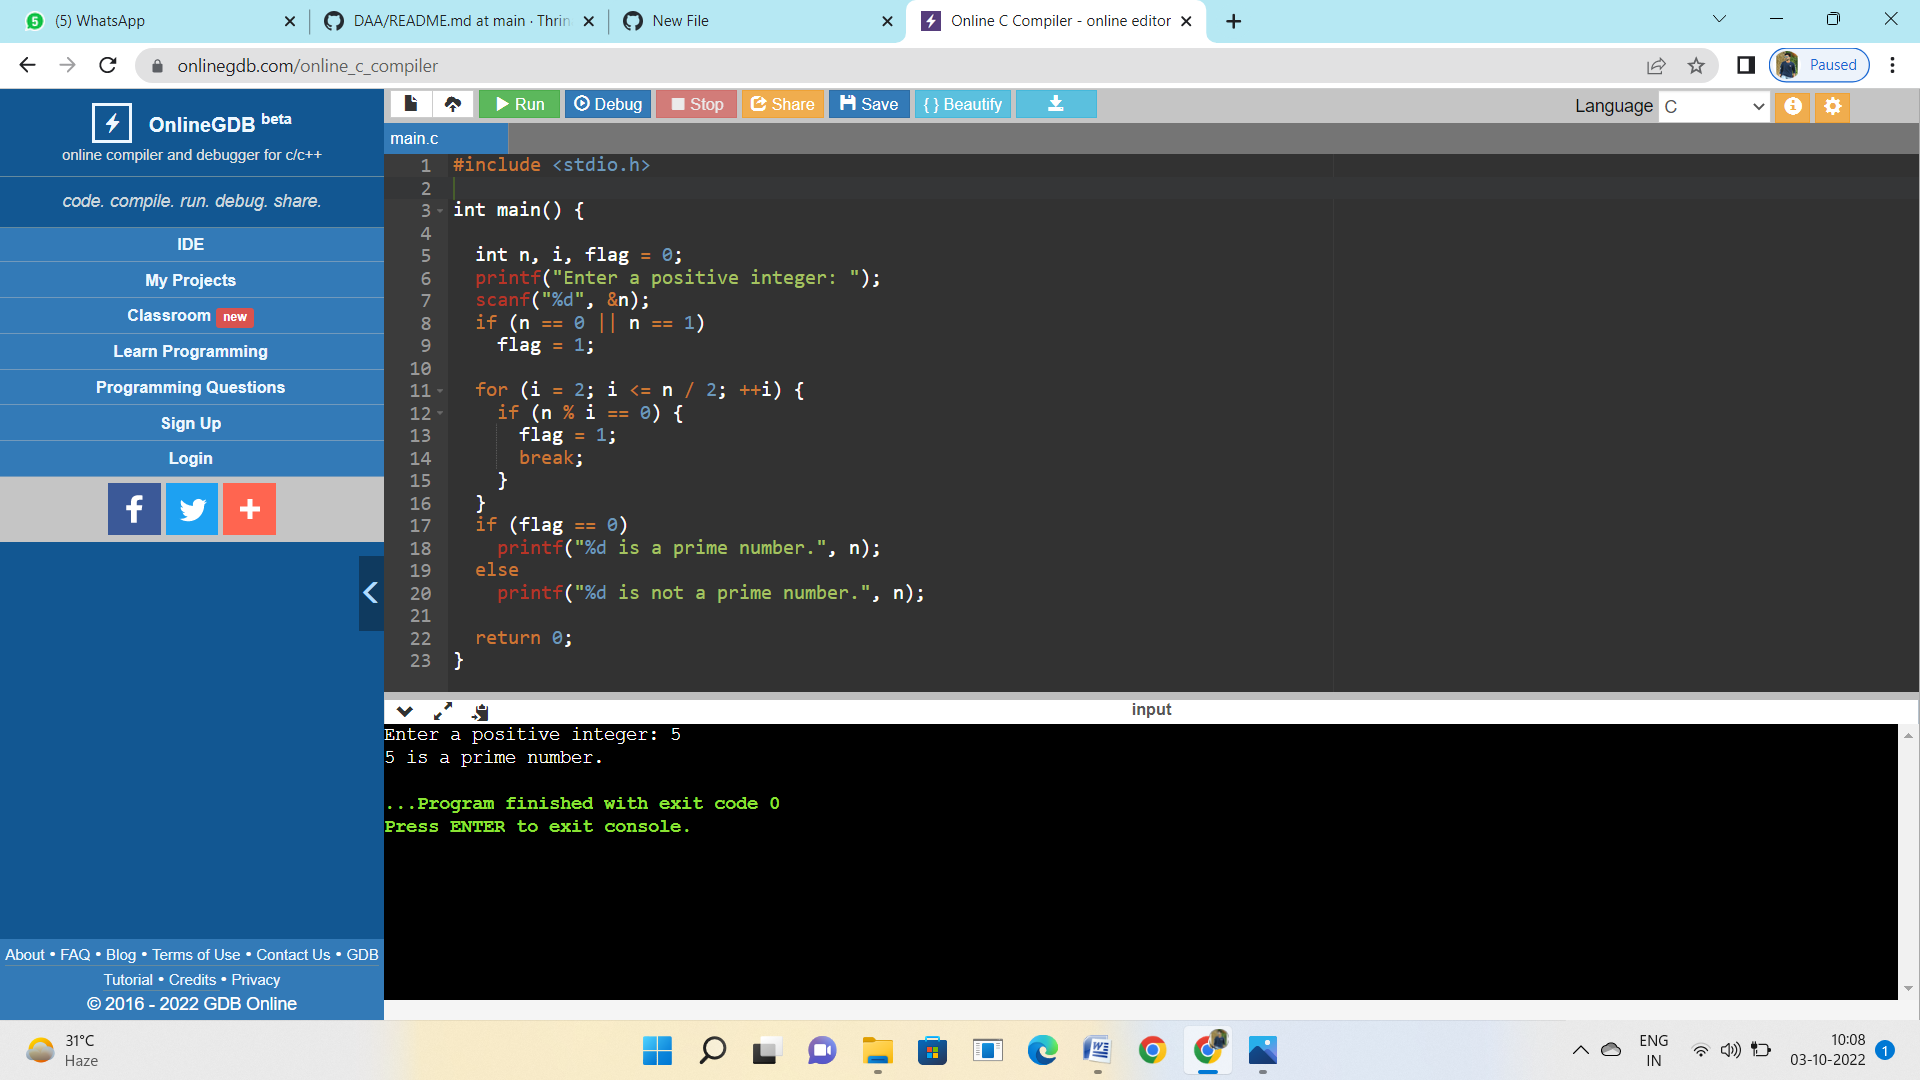 (5) WhatsApp
DAA/README.md at main · Thrin
New File
Online C Compiler - online editor
onlinegdb.com/online_c_compiler
Paused
OnlineGDB beta
online compiler and debugger for c/c++
code. compile. run. debug. share.
IDE
My Projects
Classroom new
Learn Programming
Programming Questions
Sign Up
Login
About • FAQ • Blog • Terms of Use • Contact Us • GDB
Tutorial • Credits • Privacy
© 2016 - 2022 GDB Online
Run Debug Stop Share Save { } Beautify
Language C
main.c
1 #include <stdio.h>
2
3 int main() {
4
5 int n, i, flag = 0;
6 printf("Enter a positive integer: ");
7 scanf("%d", &n);
8 if (n == 0 || n == 1)
9 flag = 1;
10
11 for (i = 2; i <= n / 2; ++i) {
12 if (n % i == 0) {
13 flag = 1;
14 break;
15 }
16 }
17 if (flag == 0)
18 printf("%d is a prime number.", n);
19 else
20 printf("%d is not a prime number.", n);
21
22 return 0;
23 }
input
Enter a positive integer: 5
5 is a prime number.
...Program finished with exit code 0
Press ENTER to exit console.
31°C
Haze
ENG
IN
10:08
03-10-2022
1